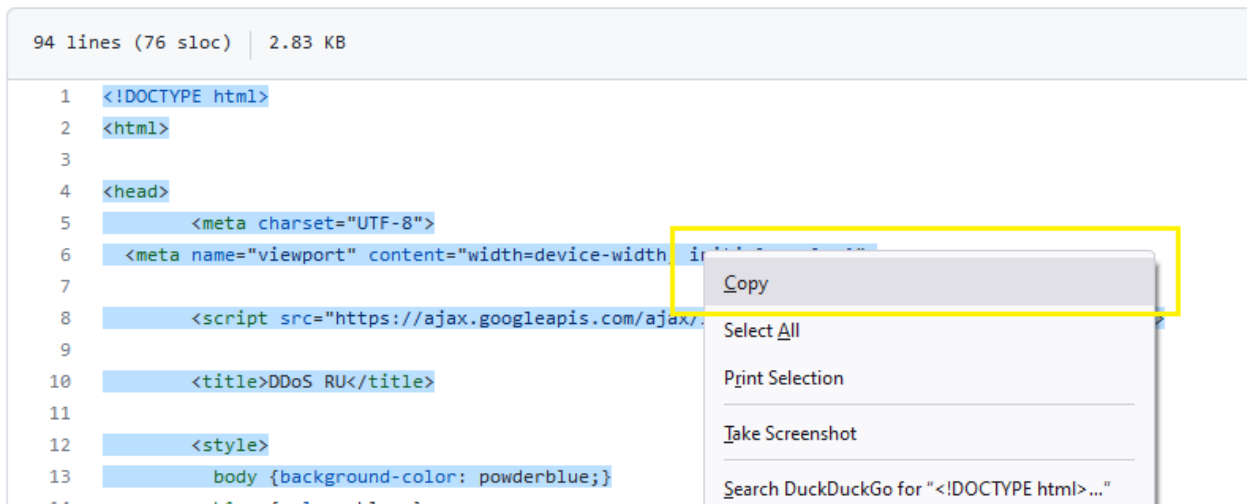 94 lines (76 sloc) 2.83 KB
1 <!DOCTYPE html>
2 <html>
3
4 <head>
5 <meta charset="UTF-8">
6 <meta name="viewport" content="width=device-width,
7
8 <script src="https://ajax.googleapis.com/ajax/
9
10 <title>DDoS RU</title>
11
12 <style>
13 body {background-color: powderblue;}
Copy
Select All
Print Selection
Take Screenshot
Search DuckDuckGo for “<!DOCTYPE html>...”